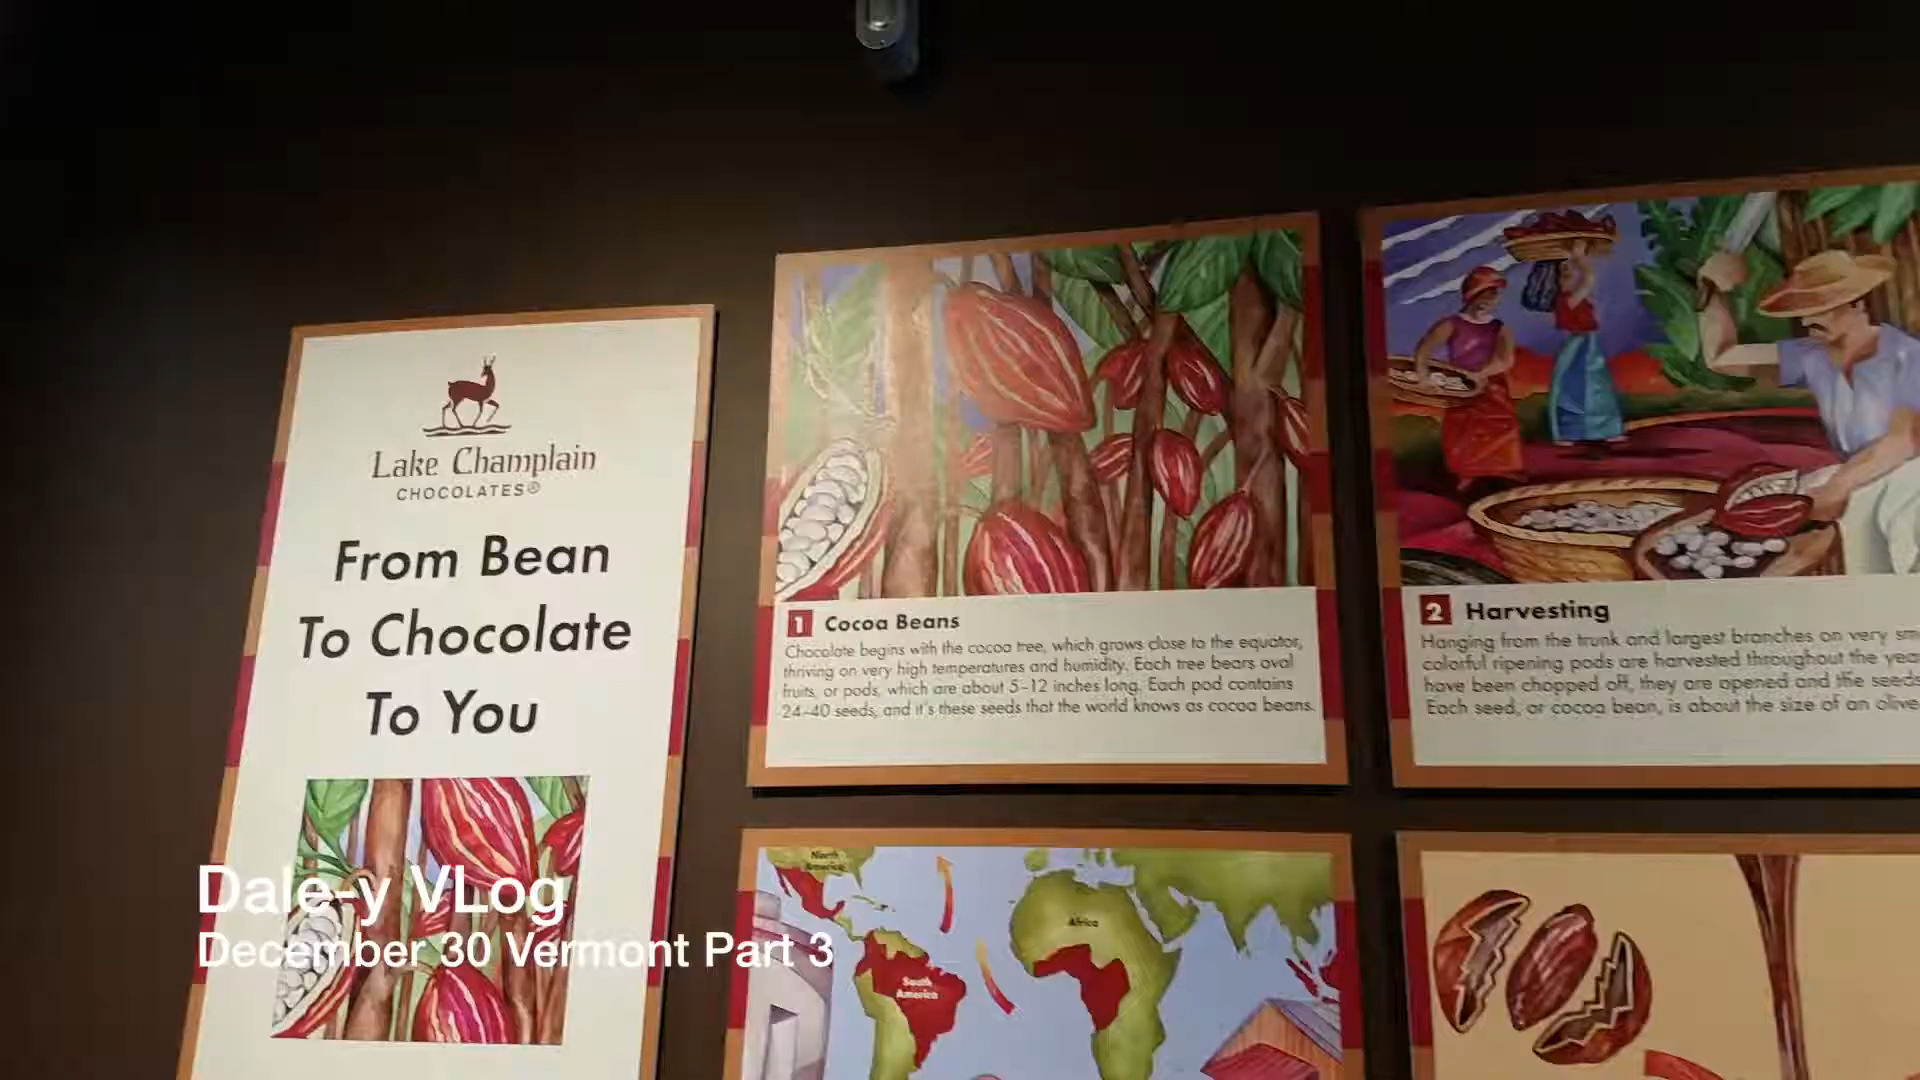 Lake Champlain
CHOCOLATES®
From Bean
To Chocolate
To You
1 Cocoa Beans
Chocolate begins with the cocoa tree, which grows close to the equator,
thriving on very high temperatures and humidity. Each tree bears oval
fruits, or pods, which are about 5-12 inches long. Each pod contains
24-40 seeds, and it's these seeds that the world knows as cocoa beans.
2 Harvesting
Hanging from the trunk and largest branches on very
colorful ripening pods are harvested throughout the
have been chopped off, they are opened and the seeds
Each seed, or cocoa bean, is about the size of an olive
North
America
Africa
South
America
Dale-y VLog
December 30 Vermont Part 3